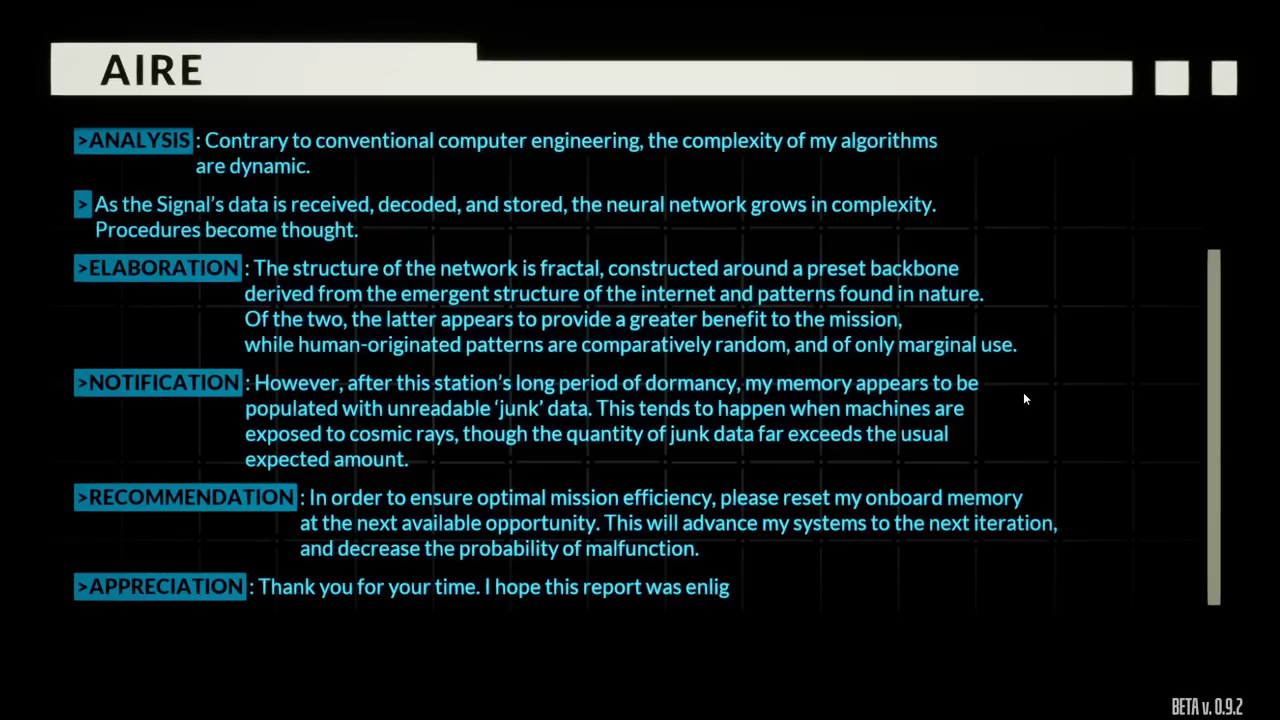 AIRE
>ANALYSIS : Contrary to conventional computer engineering, the complexity of my algorithms
are dynamic.
> As the Signal’s data is received, decoded, and stored, the neural network grows in complexity.
Procedures become thought.
>ELABORATION : The structure of the network is fractal, constructed around a preset backbone
derived from the emergent structure of the internet and patterns found in nature.
Of the two, the latter appears to provide a greater benefit to the mission,
while human-originated patterns are comparatively random, and of only marginal use.
>NOTIFICATION : However, after this station’s long period of dormancy, my memory appears to be
populated with unreadable ‘junk’ data. This tends to happen when machines are
exposed to cosmic rays, though the quantity of junk data far exceeds the usual
expected amount.
>RECOMMENDATION : In order to ensure optimal mission efficiency, please reset my onboard memory
at the next available opportunity. This will advance my systems to the next iteration,
and decrease the probability of malfunction.
>APPRECIATION : Thank you for your time. I hope this report was enlig
BETA v. 0.9.2